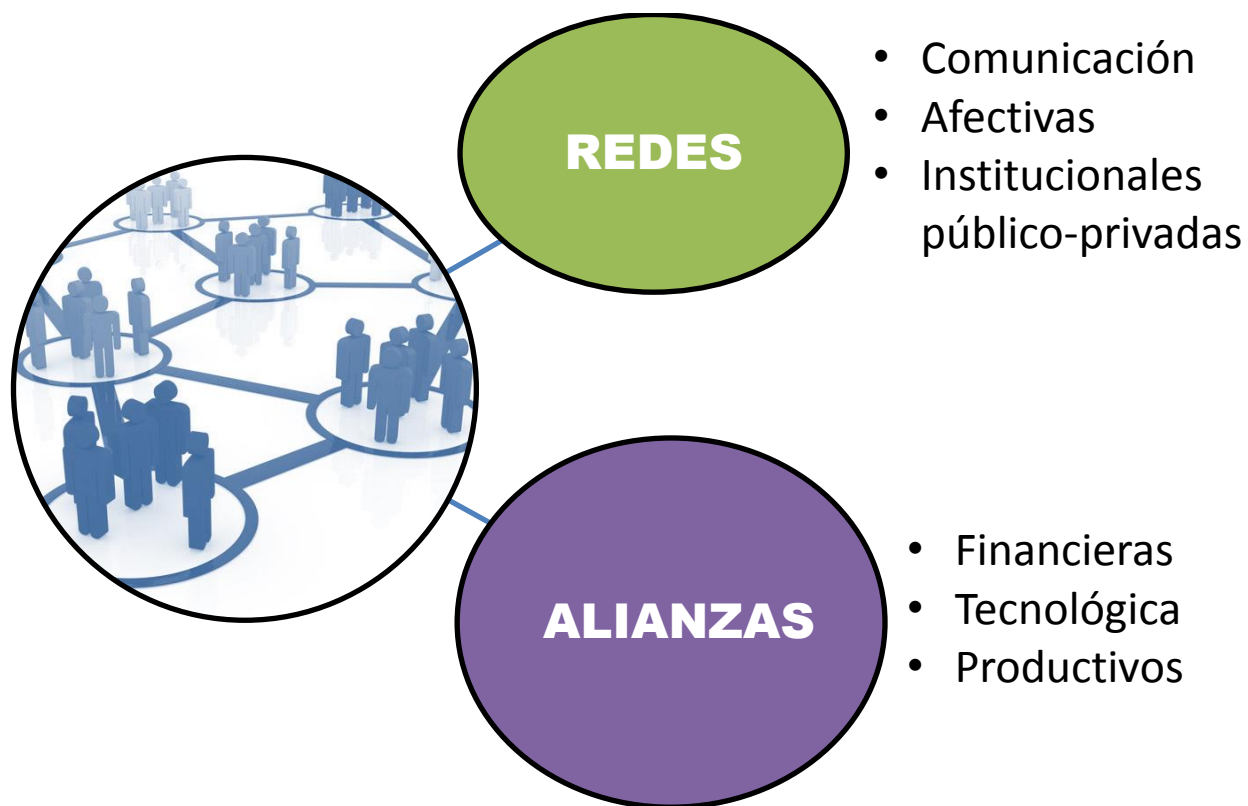 REDES
• Comunicación
• Afectivas
• Institucionales
público-privadas
ALIANZAS
• Financieras
• Tecnológica
• Productivos